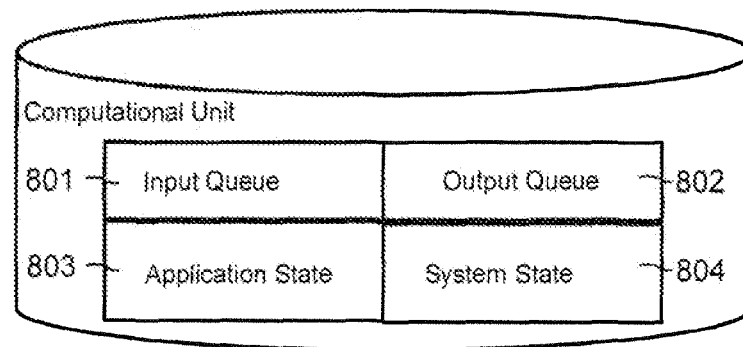 Computational Unit
801 Input Queue Output Queue 802
803 Application State System State 804